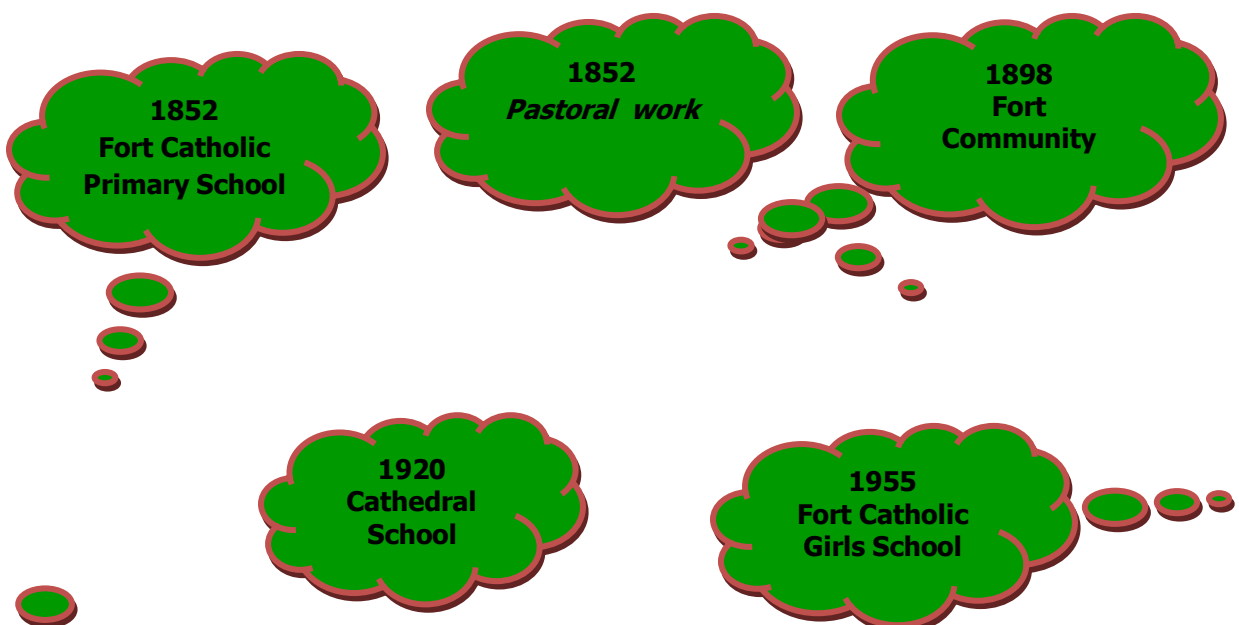 1852
Fort Catholic
Primary School
1852
Pastoral work
1898
Fort
Community
1920
Cathedral
School
1955
Fort Catholic
Girls School